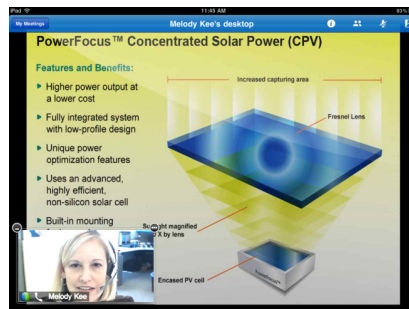 iPad
11:45 AM
83%
My Meetings
Melody Kee's desktop
PowerFocus™ Concentrated Solar Power (CPV)
Features and Benefits:
Higher power output at
a lower cost
Fully integrated system
with low-profile design
Unique power
optimization features
Uses an advanced,
highly efficient,
non-silicon solar cell
Built-in mounting
Increased capturing area
Fresnel Lens
magnified
X by lens
Encased PV cell
PowerFocus™
Melody Kee